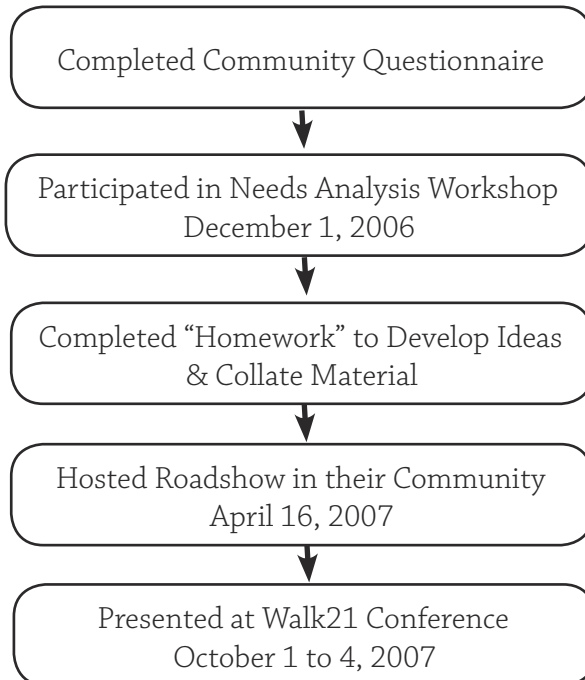 Completed Community Questionnaire
Participated in Needs Analysis Workshop
December 1, 2006
Completed “Homework” to Develop Ideas
& Collate Material
Hosted Roadshow in their Community
April 16, 2007
Presented at Walk21 Conference
October 1 to 4, 2007